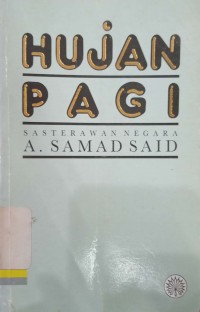 HUJAN
PAGI
SASTERAWAN NEGARA
A. SAMAD SAID